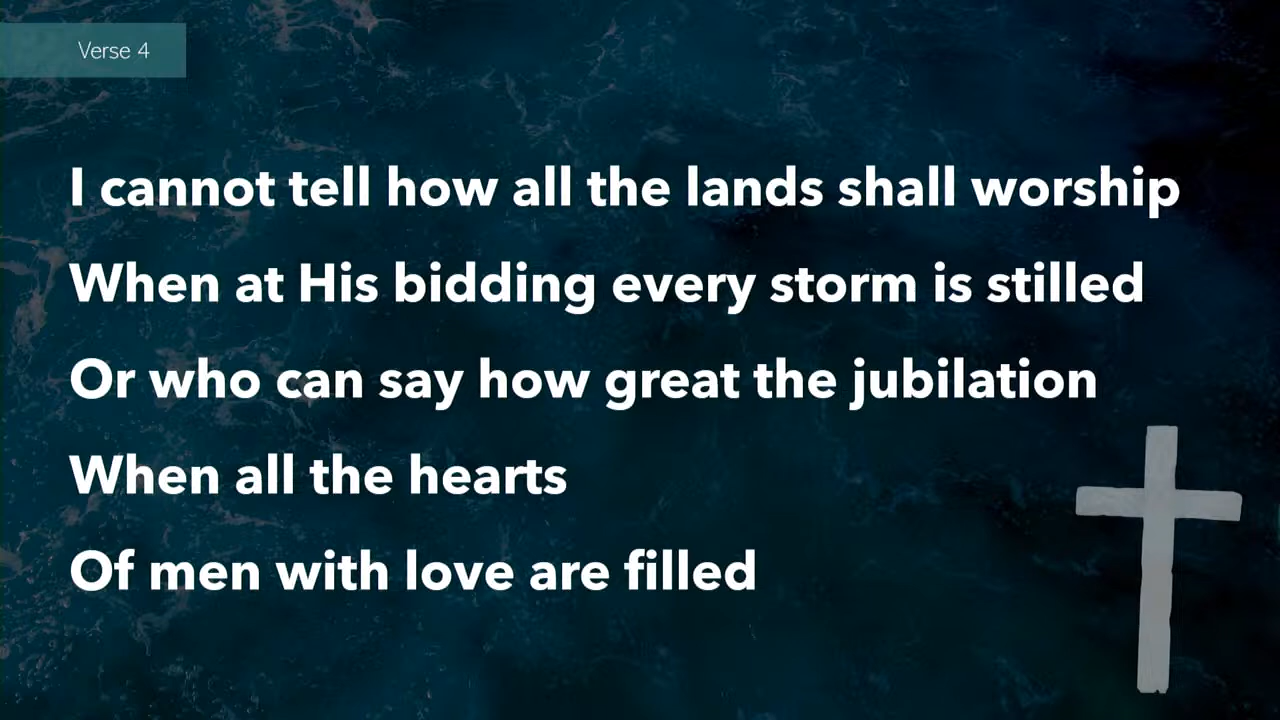 Verse 4
I cannot tell how all the lands shall worship
When at His bidding every storm is stilled
Or who can say how great the jubilation
When all the hearts
Of men with love are filled